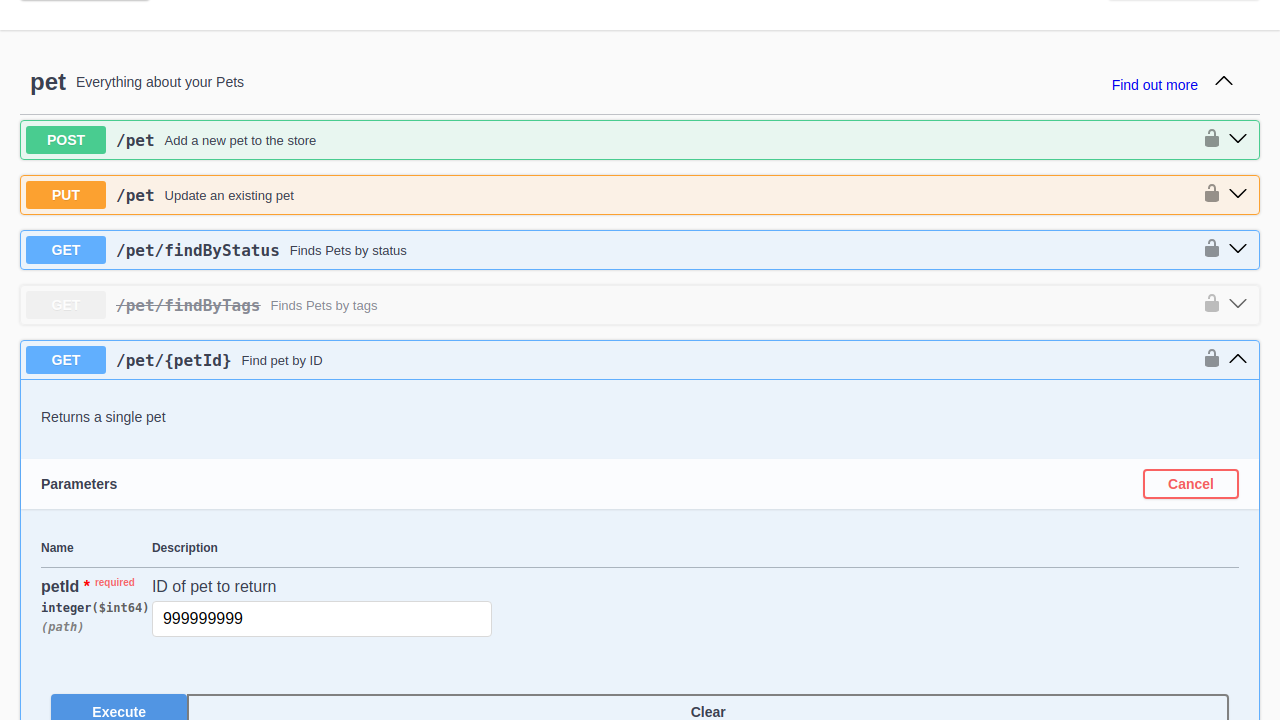 pet Everything about your Pets Find out more
POST /pet Add a new pet to the store
PUT /pet Update an existing pet
GET /pet/findByStatus Finds Pets by status
GET /pet/findByTags Finds Pets by tags
GET /pet/{petId} Find pet by ID
Returns a single pet
Parameters Cancel
Name Description
petId * required ID of pet to return
integer($int64)
999999999
(path)
Execute Clear